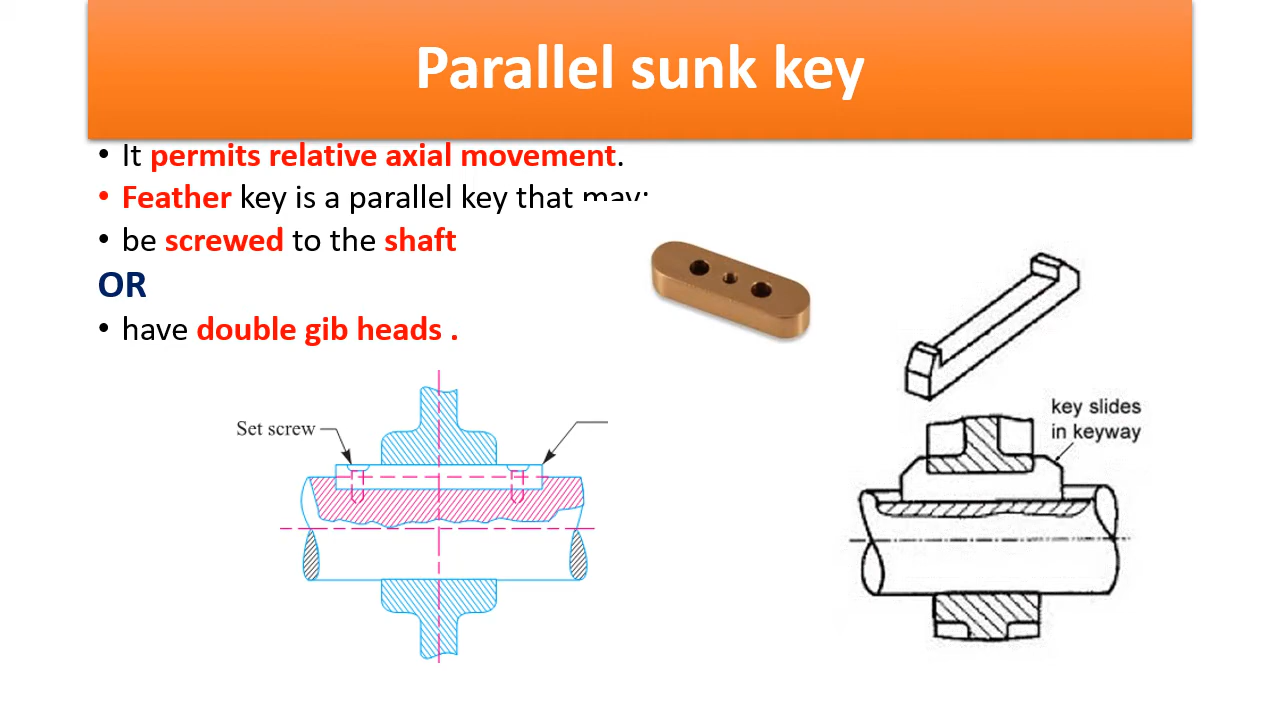 Parallel sunk key
• It permits relative axial movement.
• Feather key is a parallel key that may:
• be screwed to the shaft
OR
• have double gib heads .
Set screw
key slides
in keyway